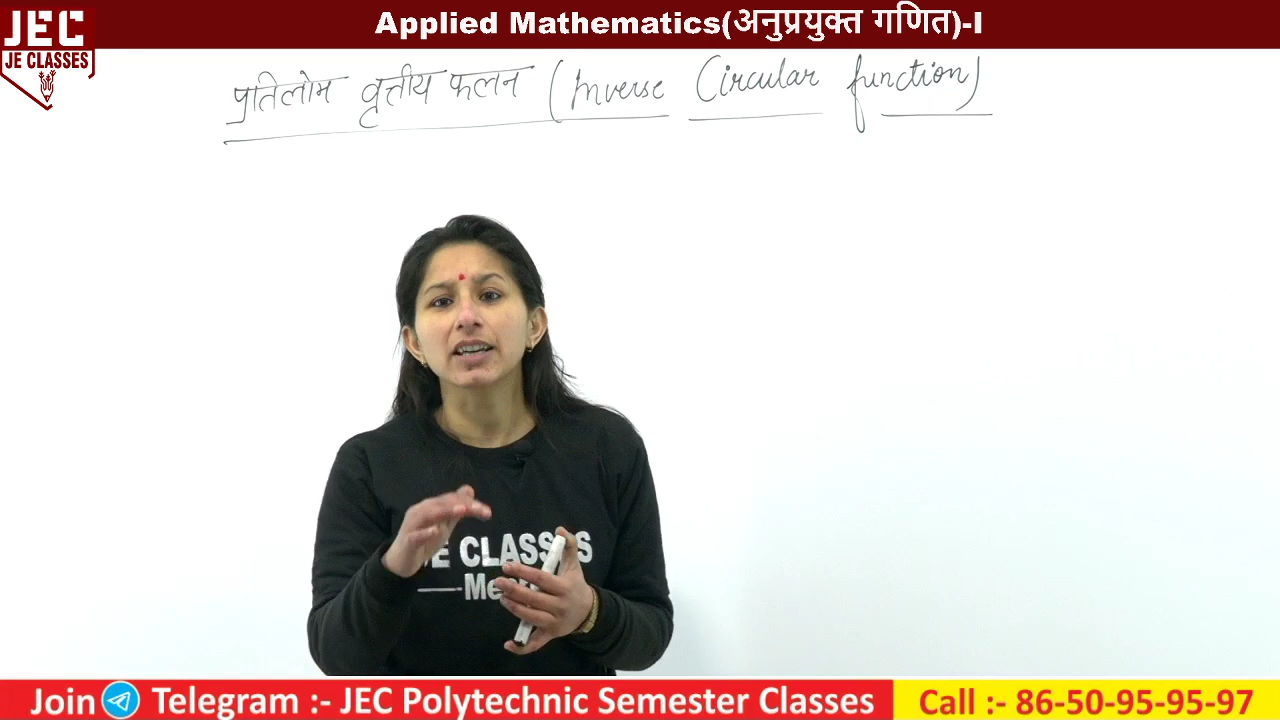 Applied Mathematics(अनुप्रयुक्त गणित)-I
JEC
JE CLASSES
प्रतिलोम वृत्तीय फलन (Inverse Circular function)
JE CLASSES
Join Telegram :- JEC Polytechnic Semester Classes
Call :- 86-50-95-95-97